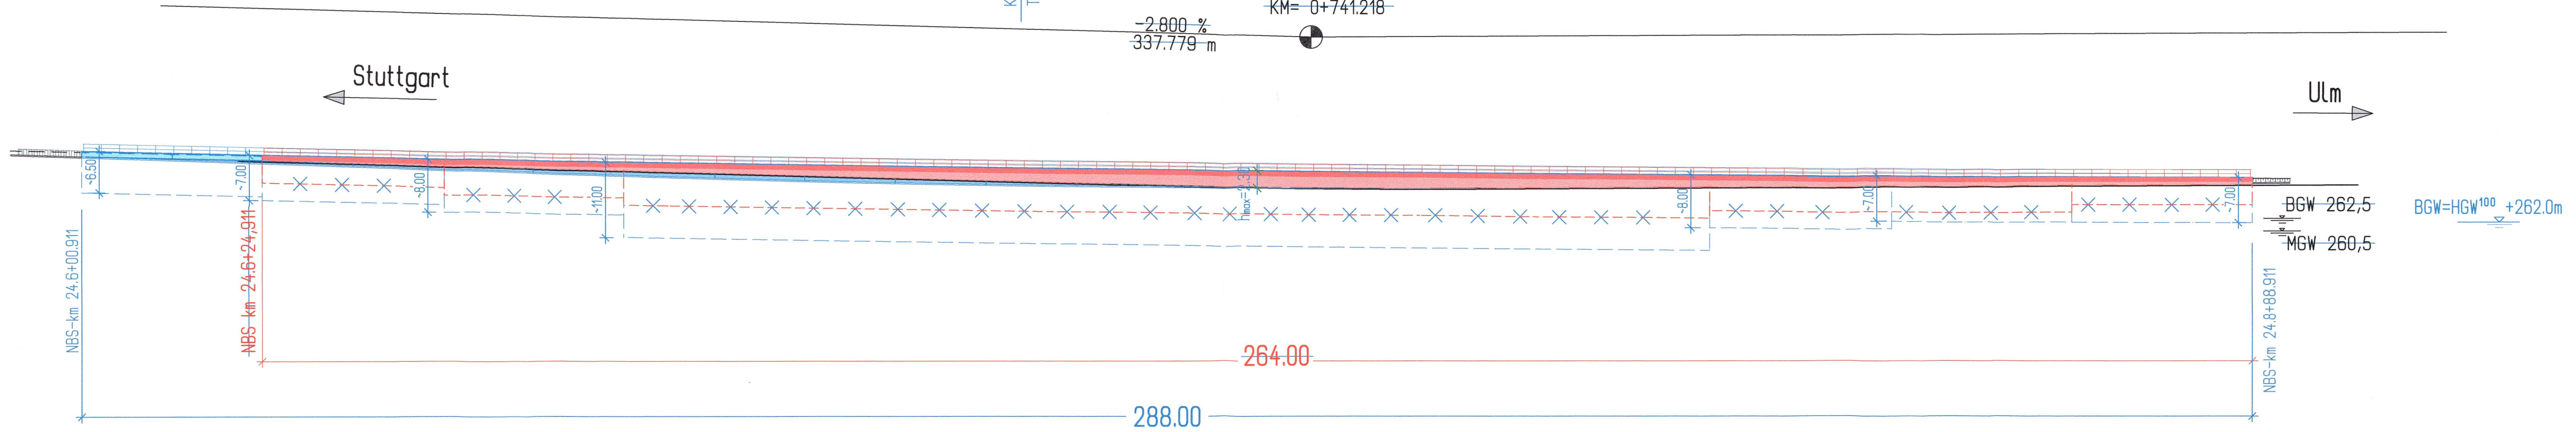 KM= 0+741.218
-2.800 %
337.779 m
Stuttgart
Ulm
~6.50
~7.00
~8.00
~11.00
~8.00
~7.00
~7.00
BGW 262,5
MGW 260,5
BGW=HGW¹⁰⁰ +262.0m
NBS-km 24.6+00.911
NBS km 24.6+24,911
NBS-km 24.8+88.911
264.00
288.00